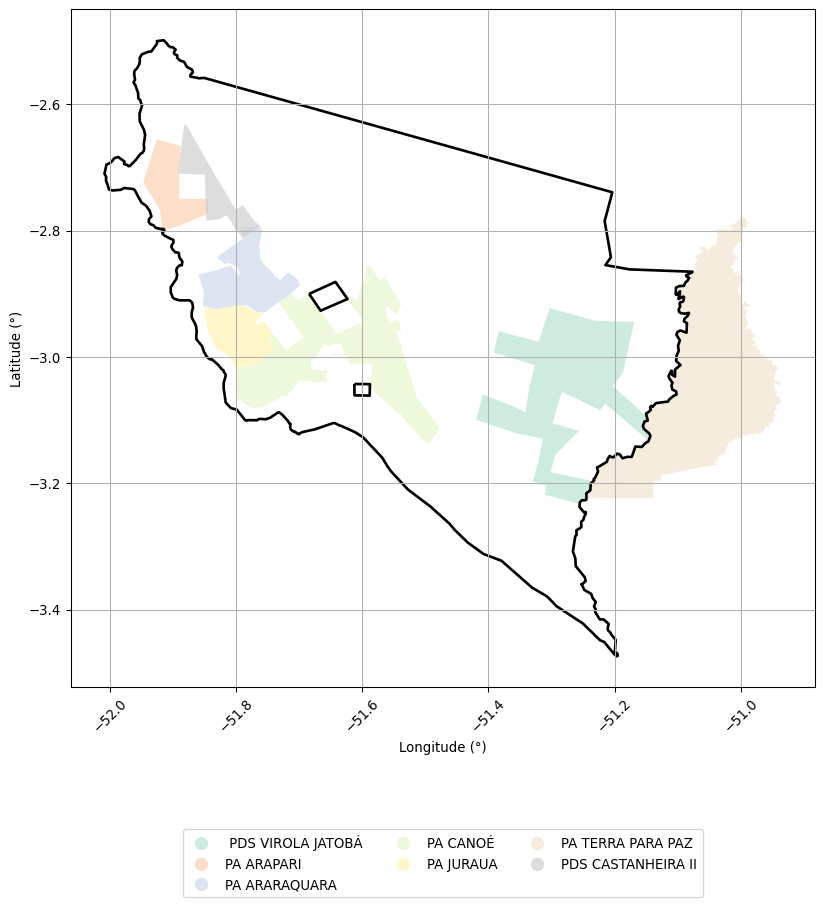 −2.6
−2.8
−3.0
−3.2
−3.4
Latitude (°)
−52.0
−51.8
−51.6
−51.4
−51.2
−51.0
Longitude (°)
PDS VIROLA JATOBÁ
PA ARAPARI
PA ARARAQUARA
PA CANOÉ
PA JURAUA
PA TERRA PARA PAZ
PDS CASTANHEIRA II